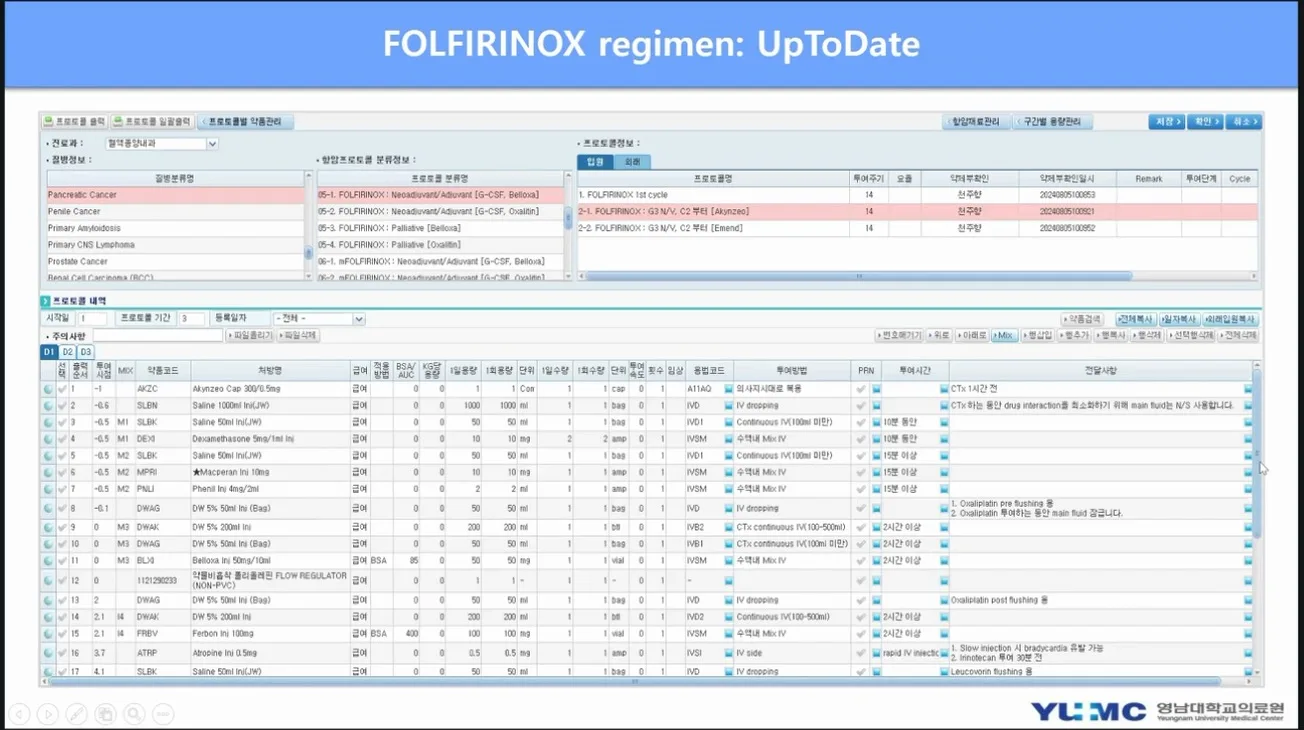 FOLFIRINOX regimen: UpToDate
프로토콜 출력 프로토콜 일괄출력 프로토콜별 약품관리 항암재료관리 구간별 용량관리 저장 확인 취소
진료과 : 혈액종양내과
질병정보 : 항암프로토콜 분류정보 : 프로토콜정보 :
입원 외래
질병분류명 프로토콜 분류명 프로토콜명 투여주기 요율 약제부확인 약제부확인일시 Remark 투여단계 Cycle
Pancreatic Cancer 05-1. FOLFIRINOX : Neoadjuvant/Adjuvant [G-CSF, Belloxa] 1. FOLFIRINOX 1st cycle 14 천주향 20240805100853
Penile Cancer 05-2. FOLFIRINOX : Neoadjuvant/Adjuvant [G-CSF, Oxalitin] 2-1. FOLFIRINOX : G3 N/V, C2 부터 [Akynzeo] 14 천주향 20240805100921
Primary Amyloidosis 05-3. FOLFIRINOX : Palliative [Belloxa] 2-2. FOLFIRINOX : G3 N/V, C2 부터 [Emend] 14 천주향 20240805100952
Primary CNS Lymphoma 05-4. FOLFIRINOX : Palliative [Oxalitin]
Prostate Cancer 06-1. mFOLFIRINOX : Neoadjuvant/Adjuvant [G-CSF, Belloxa]
Renal Cell Carcinoma (RCC) 06-2. mFOLFIRINOX : Neoadjuvant/Adjuvant [G-CSF, Oxalitin]
프로토콜 내역
시작일 1 프로토콜 기간 3 등록일자 - 전체 - 약품검색 전체복사 일자복사 외래입원복사
주의사항 파일올리기 파일삭제 번호매기기 위로 아래로 Mix 행삽입 행추가 행복사 행삭제 선택행삭제 전체삭제
D1 D2 D3
선택 출력순서 투여시점 MIX 약품코드 처방명 급여 적용방법 BSA/AUC KG당용량 1일용량 1회용량 단위 1일수량 1회수량 단위 투여속도 횟수 임상 용법코드 투여방법 PRN 투여시간 전달사항
1 -1 AKZC Akynzeo Cap 300/0.5mg 급여 0 0 1 1 Con 1 1 cap 0 1 A11AQ 의사지시대로 복용 CTx 1시간 전
2 -0.6 SLBN Saline 1000ml Inj(JW) 급여 0 0 1000 1000 ml 1 1 bag 0 1 IVD IV dropping CTx 하는 동안 drug interaction를 최소화하기 위해 main fluid는 N/S 사용합니다.
3 -0.5 M1 SLBK Saline 50ml Inj(JW) 급여 0 0 50 50 ml 1 1 bag 0 1 IVD1 Continuous IV(100ml 미만) 10분 동안
4 -0.5 M1 DEXI Dexamethasone 5mg/1ml Inj 급여 0 0 10 10 mg 2 2 amp 0 1 IVSM 수액내 Mix IV 10분 동안
5 -0.5 M2 SLBK Saline 50ml Inj(JW) 급여 0 0 50 50 ml 1 1 bag 0 1 IVD1 Continuous IV(100ml 미만) 15분 이상
6 -0.5 M2 MPRI ★Macperan Inj 10mg 급여 0 0 10 10 mg 1 1 amp 0 1 IVSM 수액내 Mix IV 15분 이상
7 -0.5 M2 PNLI Phenil Inj 4mg/2ml 급여 0 0 2 2 ml 1 1 amp 0 1 IVSM 수액내 Mix IV 15분 이상
8 -0.1 DWAG DW 5% 50ml Inj (Bag) 급여 0 0 50 50 ml 1 1 bag 0 1 IVD IV dropping 1. Oxaliplatin pre flushing 용
2. Oxaliplatin 투여하는 동안 main fluid 잠급니다.
9 0 M3 DWAK DW 5% 200ml Inj 급여 0 0 200 200 ml 1 1 btl 0 1 IVB2 CTx continuous IV(100-500ml) 2시간 이상
10 0 M3 DWAG DW 5% 50ml Inj (Bag) 급여 0 0 50 50 ml 1 1 bag 0 1 IVB1 CTx continuous IV(100ml 미만) 2시간 이상
11 0 M3 BLXI Belloxa Inj 50mg/10ml 급여 BSA 85 0 50 50 mg 1 1 vial 0 1 IVSM 수액내 Mix IV 2시간 이상
12 0 1121290233 약물비흡착 폴리올레핀 FLOW REGULATOR (NON-PVC) 급여 0 0 1 1 - 1 1 - 0 1 -
13 2 DWAG DW 5% 50ml Inj (Bag) 급여 0 0 50 50 ml 1 1 bag 0 1 IVD IV dropping Oxaliplatin post flushing 용
14 2.1 I4 DWAK DW 5% 200ml Inj 급여 0 0 200 200 ml 1 1 btl 0 1 IVD2 Continuous IV(100-500ml) 2시간 이상
15 2.1 I4 FRBV Ferbon Inj 100mg 급여 BSA 400 0 100 100 mg 1 1 vial 0 1 IVSM 수액내 Mix IV 2시간 이상
16 3.7 ATRP Atropine Inj 0.5mg 급여 0 0 0.5 0.5 mg 1 1 amp 0 1 IVSI IV side rapid IV injectic 1. Slow injection 시 bradycardia 유발 가능
2. Irinotecan 투여 30분 전
17 4.1 SLBK Saline 50ml Inj(JW) 급여 0 0 50 50 ml 1 1 bag 0 1 IVD IV dropping Leucovorin flushing 용
YUMC 영남대학교의료원
Yeungnam University Medical Center